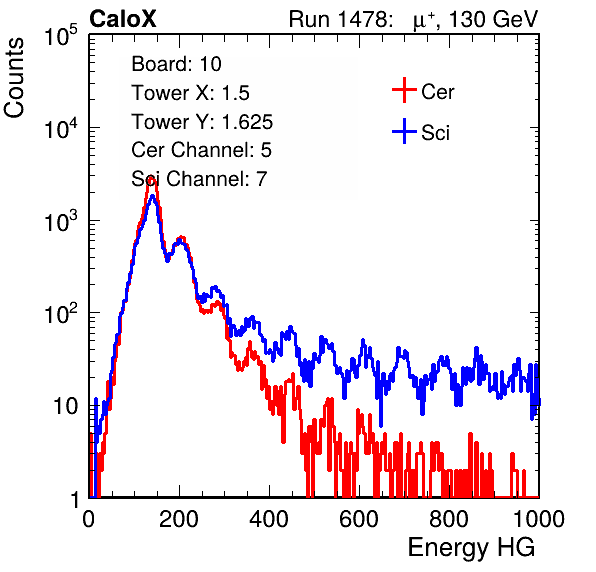 CaloX Run 1478: μ⁺, 130 GeV
Counts
10⁵
10⁴
10³
10²
10
1
Board: 10
Tower X: 1.5
Tower Y: 1.625
Cer Channel: 5
Sci Channel: 7
Cer
Sci
0 200 400 600 800 1000
Energy HG